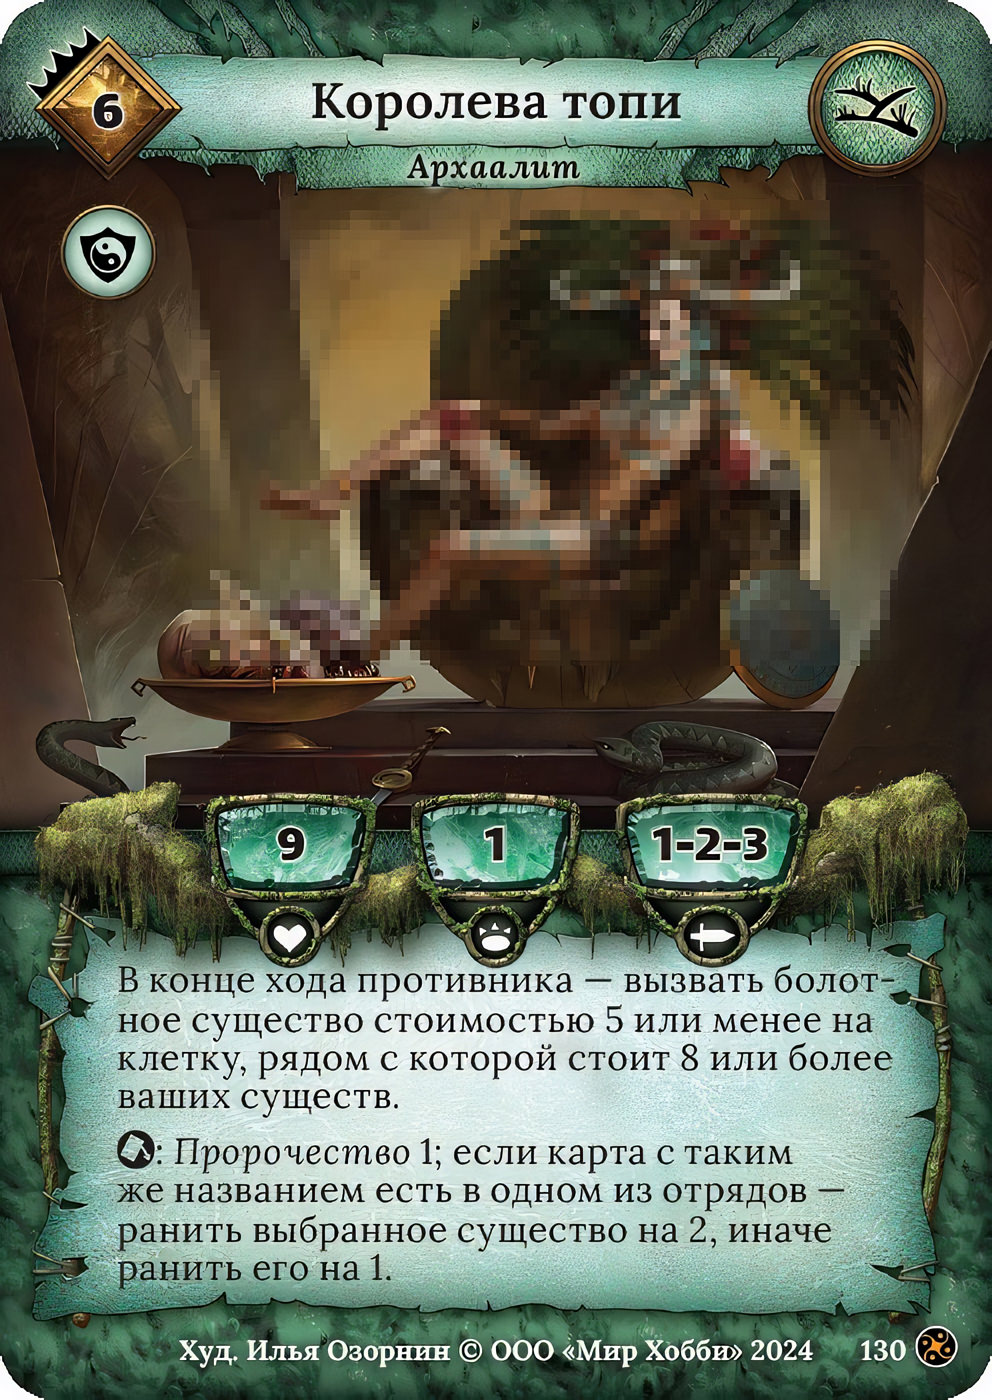 6
Королева топи
Архаалит
9
1
1-2-3
В конце хода противника — вызвать болот-
ное существо стоимостью 5 или менее на
клетку, рядом с которой стоит 8 или более
ваших существ.
: Пророчество 1; если карта с таким
же названием есть в одном из отрядов —
ранить выбранное существо на 2, иначе
ранить его на 1.
Худ. Илья Озорнин © ООО «Мир Хобби» 2024 130